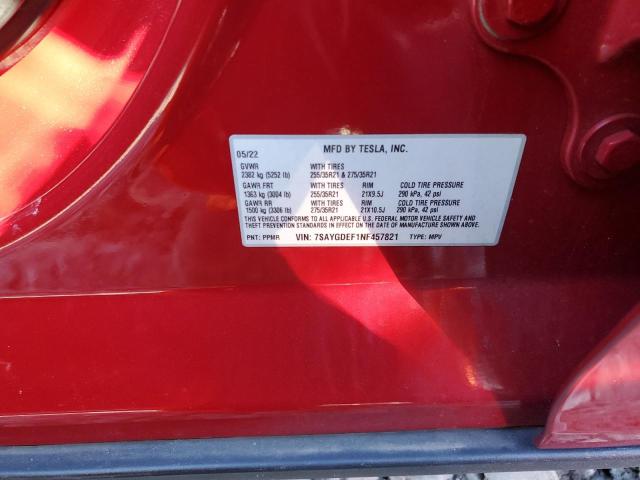 05/22 MFD BY TESLA, INC.
GVWR WITH TIRES
2382 kg (5252 lb) 255/35R21 & 275/35R21
GAWR FRT WITH TIRES RIM COLD TIRE PRESSURE
1363 kg (3004 lb) 255/35R21 21X9.5J 290 kPa, 42 psi
GAWR RR WITH TIRES RIM COLD TIRE PRESSURE
1500 kg (3306 lb) 275/35R21 21X10.5J 290 kPa, 42 psi
THIS VEHICLE CONFORMS TO ALL APPLICABLE U.S. FEDERAL MOTOR VEHICLE SAFETY AND
THEFT PREVENTION STANDARDS IN EFFECT ON THE DATE OF MANUFACTURE SHOWN ABOVE.
PNT: PPMR VIN: 7SAYGDEF1NF457821 TYPE: MPV